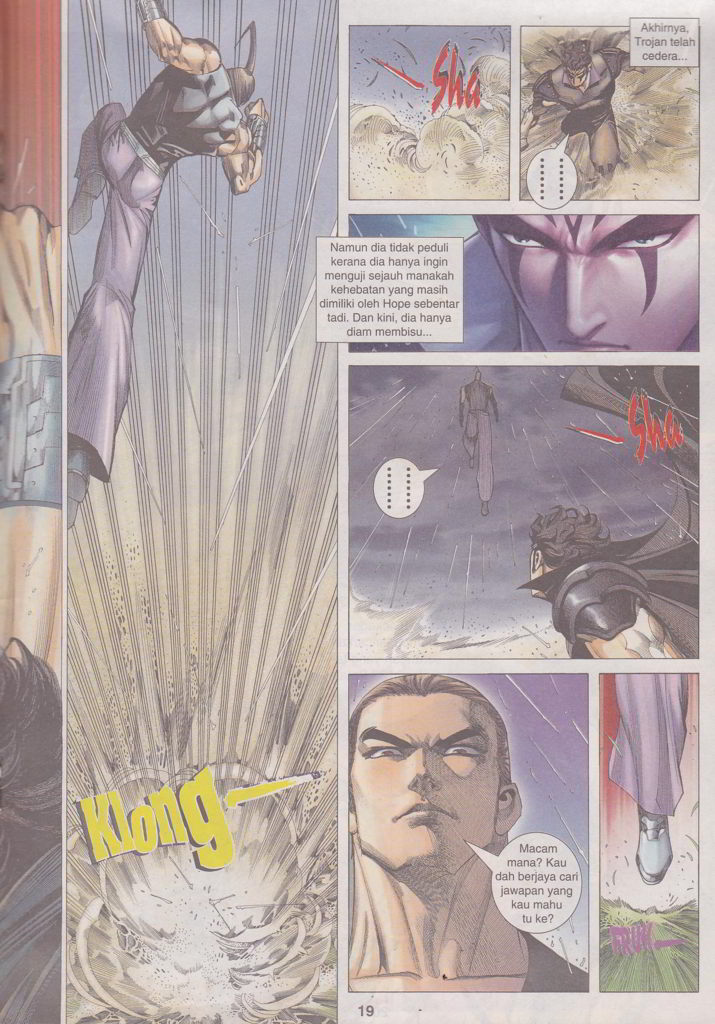 Klong
Sha
Akhirnya,
Trojan telah
cedera...
Namun dia tidak peduli
kerana dia hanya ingin
menguji sejauh manakah
kehebatan yang masih
dimiliki oleh Hope sebentar
tadi. Dan kini, dia hanya
diam membisu...
Sha
Macam
mana? Kau
dah berjaya cari
jawapan yang
kau mahu
tu ke?
19